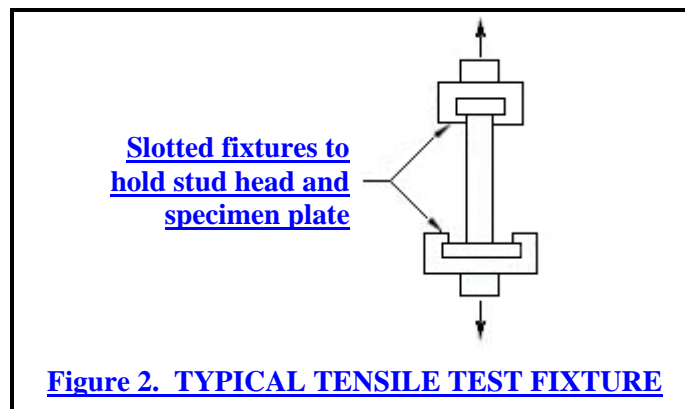 Slotted fixtures to
hold stud head and
specimen plate
Figure 2. TYPICAL TENSILE TEST FIXTURE